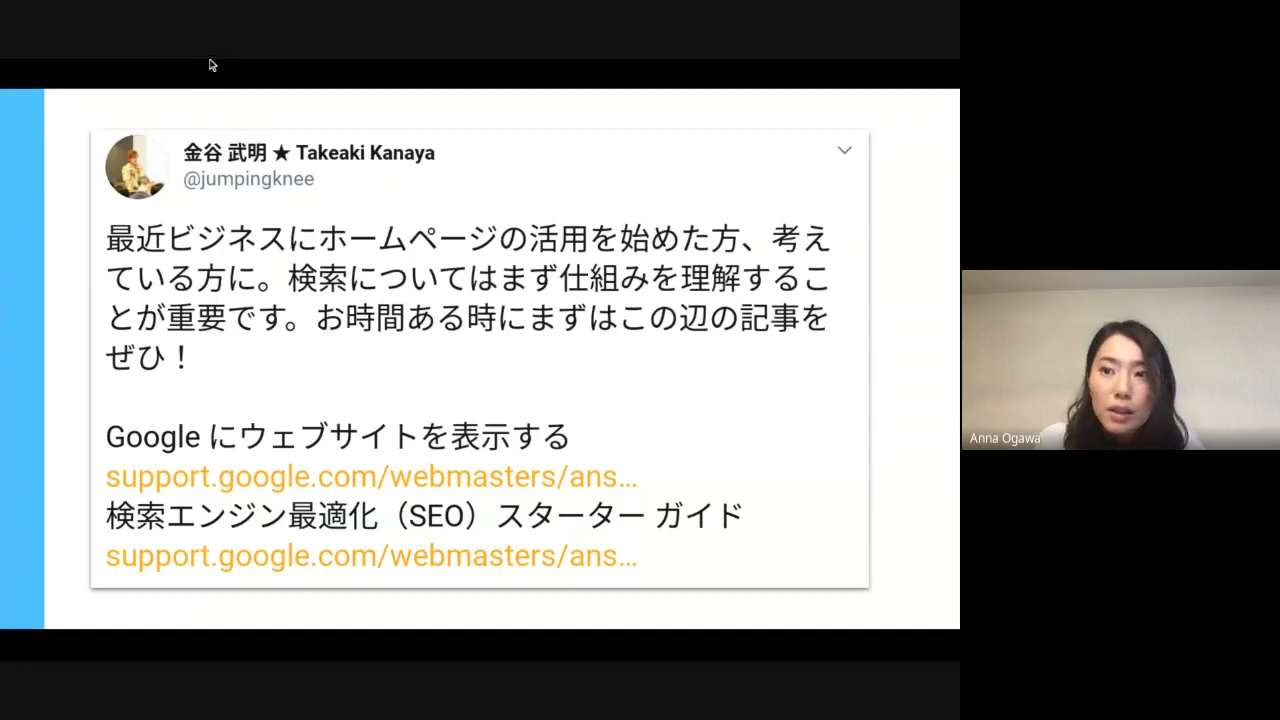 金谷 武明 ★ Takeaki Kanaya
@jumpingknee
最近ビジネスにホームページの活用を始めた方、考え
ている方に。検索についてはまず仕組みを理解するこ
とが重要です。お時間ある時にまずはこの辺の記事を
ぜひ！
Google にウェブサイトを表示する
support.google.com/webmasters/ans…
検索エンジン最適化（SEO）スターター ガイド
support.google.com/webmasters/ans…
Anna Ogawa